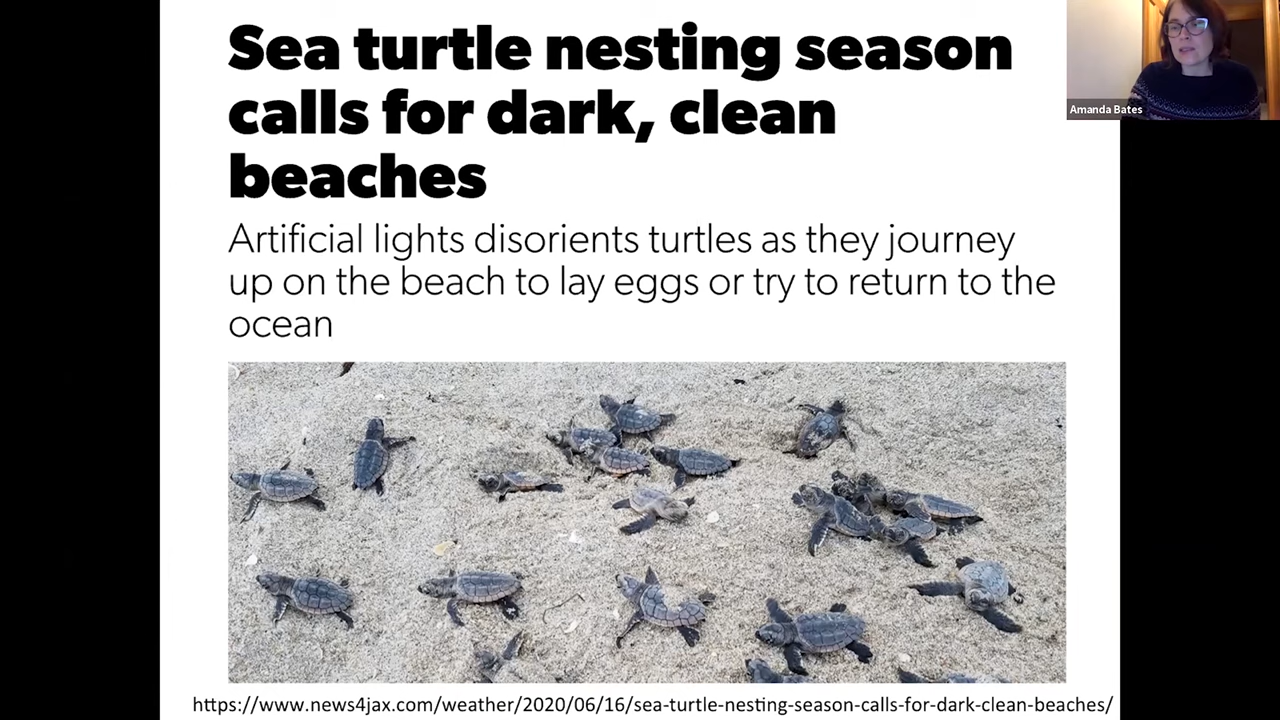 Sea turtle nesting season
calls for dark, clean
beaches
Amanda Bates
Artificial lights disorients turtles as they journey
up on the beach to lay eggs or try to return to the
ocean
https://www.news4jax.com/weather/2020/06/16/sea-turtle-nesting-season-calls-for-dark-clean-beaches/